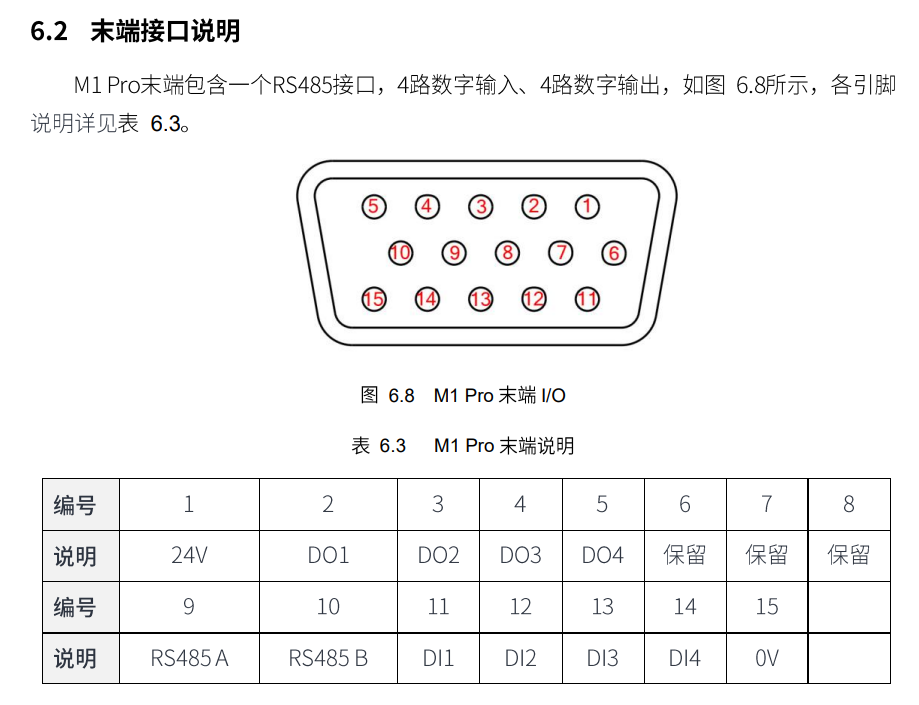 6.2 末端接口说明
M1 Pro末端包含一个RS485接口，4路数字输入、4路数字输出，如图 6.8所示，各引脚
说明详见表 6.3。
5 4 3 2 1
10 9 8 7 6
15 14 13 12 11
图 6.8 M1 Pro 末端 I/O
表 6.3 M1 Pro 末端说明
编号 1 2 3 4 5 6 7 8
说明 24V DO1 DO2 DO3 DO4 保留 保留 保留
编号 9 10 11 12 13 14 15
说明 RS485 A RS485 B DI1 DI2 DI3 DI4 0V